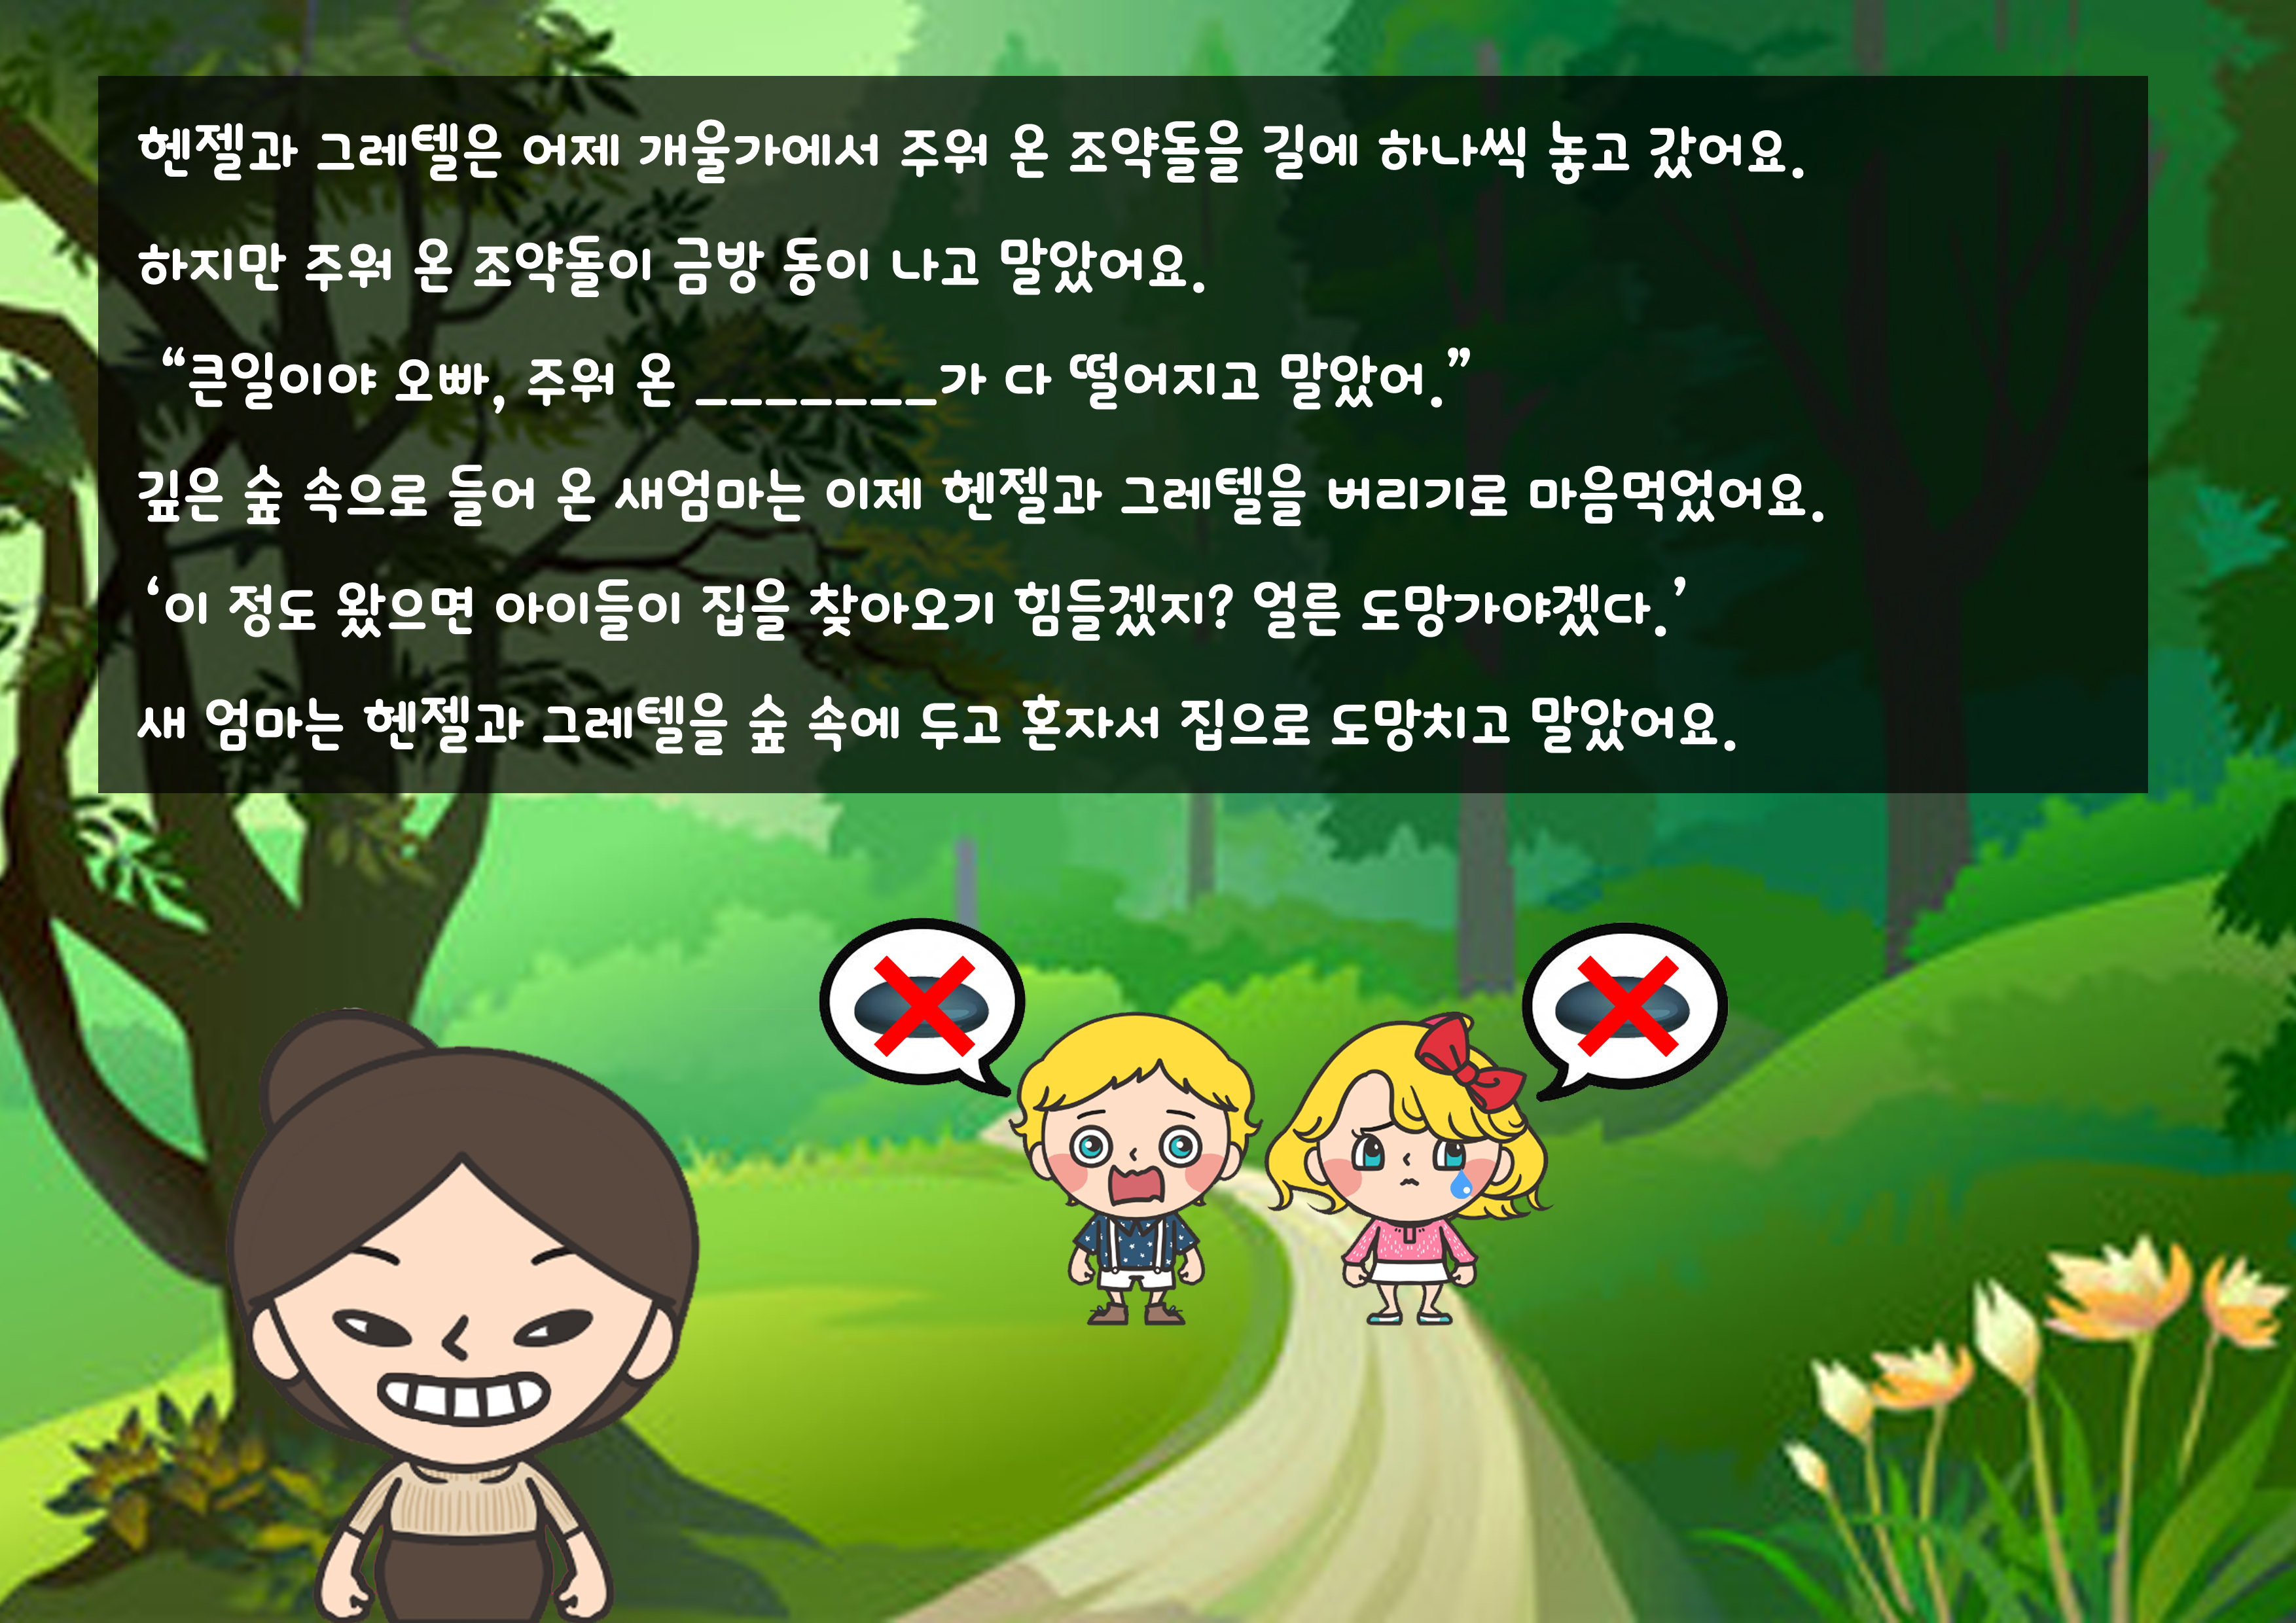 헨젤과 그레텔은 어제 개울가에서 주워 온 조약돌을 길에 하나씩 놓고 갔어요.
하지만 주워 온 조약돌이 금방 동이 나고 말았어요.
“큰일이야 오빠, 주워 온 _______가 다 떨어지고 말았어.”
깊은 숲 속으로 들어 온 새엄마는 이제 헨젤과 그레텔을 버리기로 마음먹었어요.
‘이 정도 왔으면 아이들이 집을 찾아오기 힘들겠지? 얼른 도망가야겠다.’
새 엄마는 헨젤과 그레텔을 숲 속에 두고 혼자서 집으로 도망치고 말았어요.